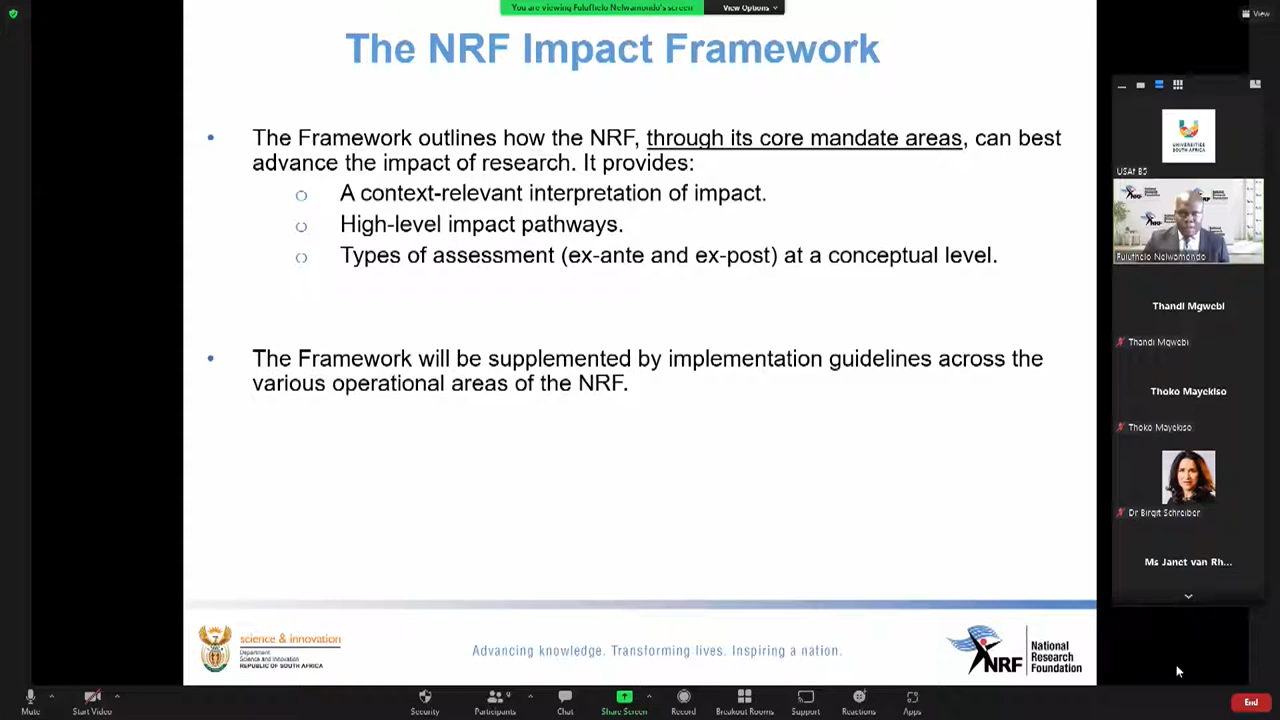 You are viewing Fulufhelo Nelwamondo's screen
View Options
View
The NRF Impact Framework
• The Framework outlines how the NRF, through its core mandate areas, can best
advance the impact of research. It provides:
○ A context-relevant interpretation of impact.
○ High-level impact pathways.
○ Types of assessment (ex-ante and ex-post) at a conceptual level.
• The Framework will be supplemented by implementation guidelines across the
various operational areas of the NRF.
science & innovation
Department:
Science and Innovation
REPUBLIC OF SOUTH AFRICA
Advancing knowledge. Transforming lives. Inspiring a nation.
NRF
National
Research
Foundation
UNIVERSITIES
SOUTH AFRICA
USAf B5
NRF
Fulufhelo Nelwamondo
Thandi Mgwebi
Thandi Mgwebi
Thoko Mayekiso
Thoko Mayekiso
Dr Birgit Schreiber
Ms Janet van Rh...
Mute
Start Video
Security
Participants
9
Chat
Share Screen
Record
Breakout Rooms
Support
Reactions
Apps
End